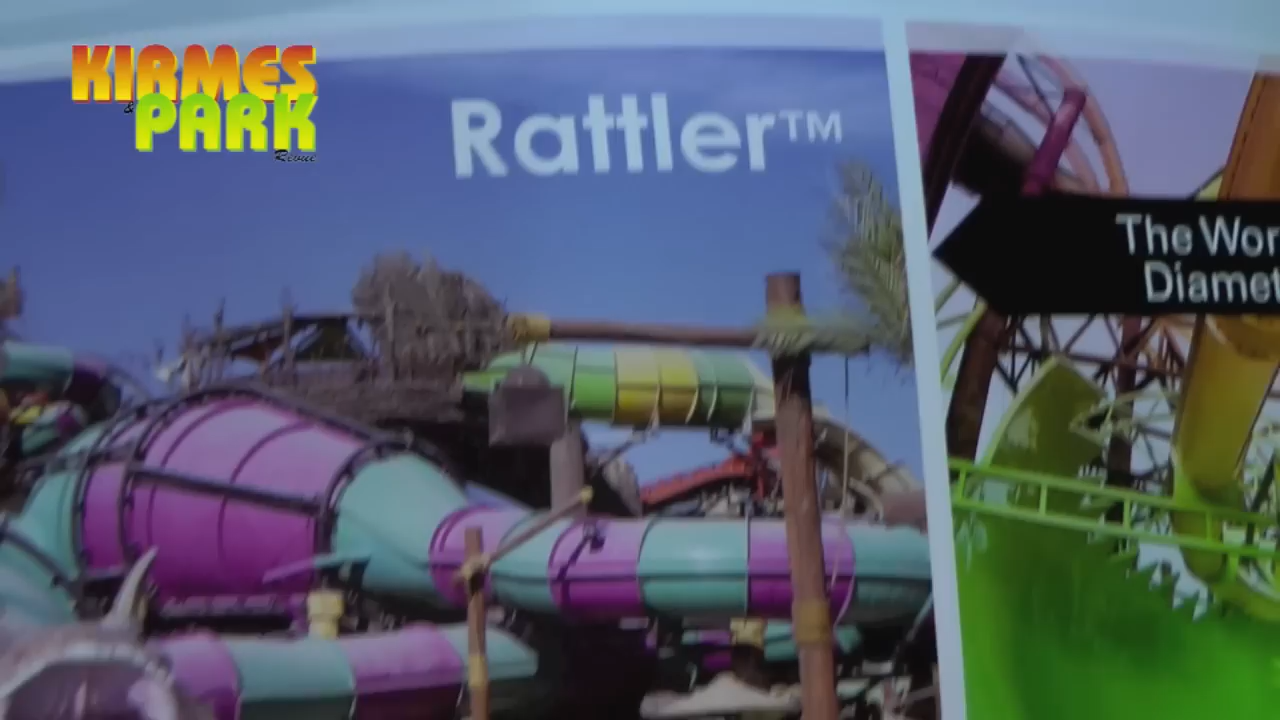 KIRMES
& PARK
Revue
Rattler™
The Wor
Diamet